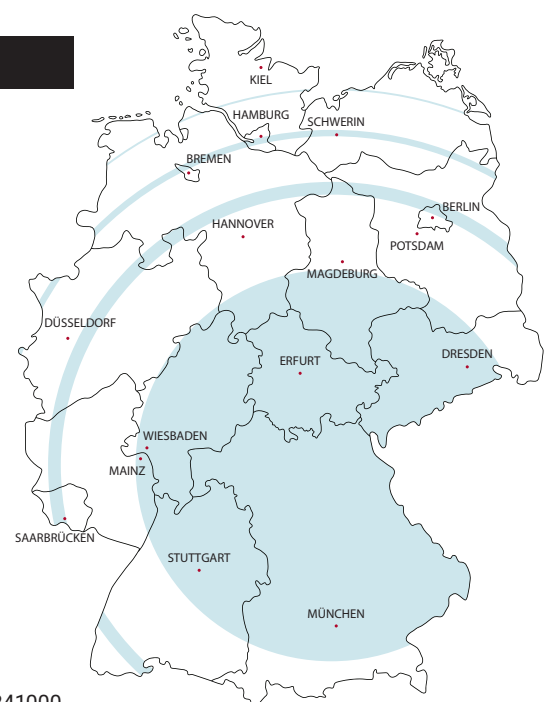 KIEL
HAMBURG
SCHWERIN
BREMEN
BERLIN
HANNOVER
POTSDAM
MAGDEBURG
DÜSSELDORF
DRESDEN
ERFURT
WIESBADEN
MAINZ
SAARBRÜCKEN
STUTTGART
MÜNCHEN